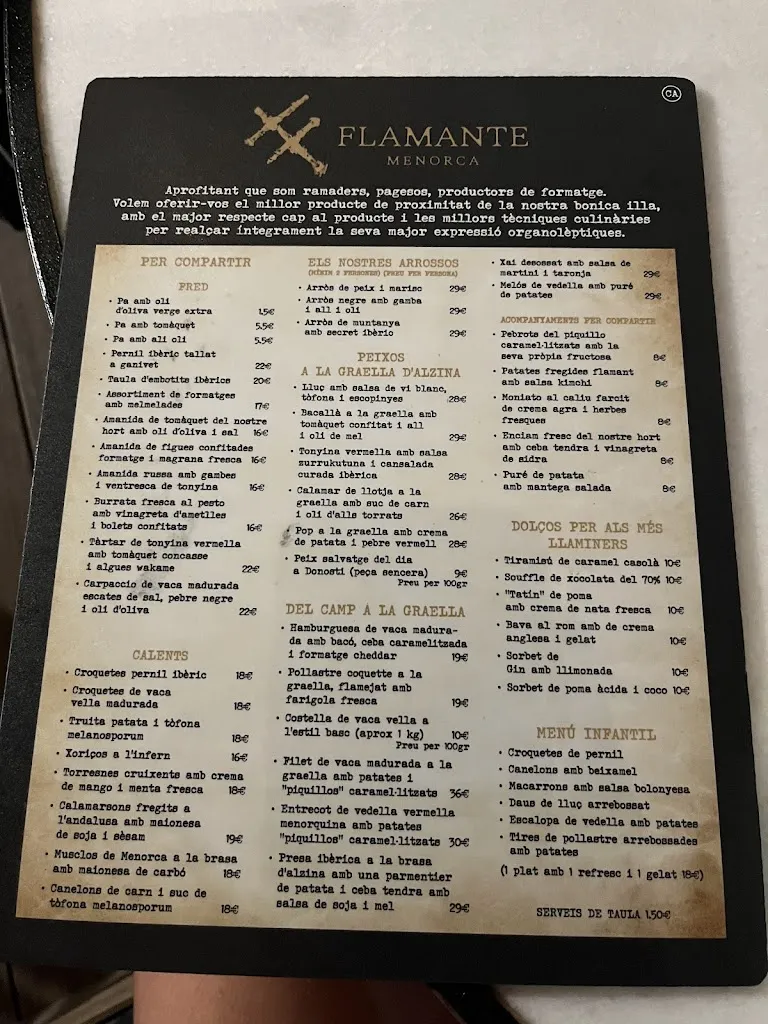 CA
FLAMANTE
MENORCA
Aprofitant que som ramaders, pagesos, productors de formatge.
Volem oferir-vos el millor producte de proximitat de la nostra bonica illa,
amb el major respecte cap al producte i les millors tècniques culinàries
per realçar íntegrament la seva major expressió organolèptiques.
PER COMPARTIR
FRED
· Pa amb oli
d'oliva verge extra 1.5€
· Pa amb tomàquet 5.5€
· Pa amb ali oli 5.5€
· Pernil ibèric tallat
a ganivet 22€
· Taula d'embotits ibèrics 20€
· Assortiment de formatges
amb melmelades 17€
· Amanida de tomàquet del nostre
hort amb oli d'oliva i sal 16€
· Amanida de figues confitades
formatge i magrana fresca 16€
· Amanida russa amb gambes
i ventresca de tonyina 16€
· Burrata fresca al pesto
amb vinagreta d'ametlles
i bolets confitats 16€
· Tàrtar de tonyina vermella
amb tomàquet concasse
i algues wakame 22€
· Carpaccio de vaca madurada
escates de sal, pebre negre
i oli d'oliva 22€
CALENTS
· Croquetes pernil ibèric 18€
· Croquetes de vaca
vella madurada 18€
· Truita patata i tòfona
melanosporum 18€
· Xoriços a l'infern 16€
· Torresnes cruixents amb crema
de mango i menta fresca 18€
· Calamarsons fregits a
l'andalusa amb maionesa
de soja i sèsam 19€
· Musclos de Menorca a la brasa
amb maionesa de carbó 18€
· Canelons de carn i suc de
tòfona melanosporum 18€
ELS NOSTRES ARROSSOS
(MÍNIM 2 PERSONES) (PREU PER PERSONA)
· Arròs de peix i marisc 29€
· Arròs negre amb gamba
i all i oli 29€
· Arròs de muntanya
amb secret ibèric 29€
PEIXOS
A LA GRAELLA D'ALZINA
· Lluç amb salsa de vi blanc,
tòfona i escopinyes 28€
· Bacallà a la graella amb
tomàquet confitat i all
i oli de mel 29€
· Tonyina vermella amb salsa
zurrukutuna i cansalada
curada ibèrica 28€
· Calamar de llotja a la
graella amb suc de carn
i oli d'alls torrats 26€
· Pop a la graella amb crema
de patata i pebre vermell 28€
· Peix salvatge del dia
a Donosti (peça sencera) 9€
Preu per 100gr
DEL CAMP A LA GRAELLA
· Hamburguesa de vaca madura-
da amb bacó, ceba caramelitzada
i formatge cheddar 19€
· Pollastre coquette a la
graella, flamejat amb
farigola fresca 19€
· Costella de vaca vella a
l'estil basc (aprox 1 kg) 10€
Preu per 100gr
· Filet de vaca madurada a la
graella amb patates i
"piquillos" caramel·litzats 36€
· Entrecot de vedella vermella
menorquina amb patates
"piquillos" caramel·litzats 30€
· Presa ibèrica a la brasa
d'alzina amb una parmentier
de patata i ceba tendra amb
salsa de soja i mel 29€
· Xai desossat amb salsa de
martini i taronja 29€
· Melós de vedella amb puré
de patates 29€
ACOMPANYAMENTS PER COMPARTIR
· Pebrots del piquillo
caramel·litzats amb la
seva pròpia fructosa 8€
· Patates fregides flamant
amb salsa kimchi 8€
· Moniato al caliu farcit
de crema agra i herbes
fresques 8€
· Enciam fresc del nostre hort
amb ceba tendra i vinagreta
de sidra 8€
· Puré de patata
amb mantega salada 8€
DOLÇOS PER ALS MÉS
LLAMINERS
· Tiramisú de caramel casolà 10€
· Souffle de xocolata del 70% 10€
· "Tatin" de poma
amb crema de nata fresca 10€
· Bava al rom amb de crema
anglesa i gelat 10€
· Sorbet de
Gin amb llimonada 10€
· Sorbet de poma àcida i coco 10€
MENÚ INFANTIL
· Croquetes de pernil
· Canelons amb beixamel
· Macarrons amb salsa bolonyesa
· Daus de lluç arrebossat
· Escalopa de vedella amb patates
· Tires de pollastre arrebossades
amb patates
(1 plat amb 1 refresc i 1 gelat 18€)
SERVEIS DE TAULA 1.50€